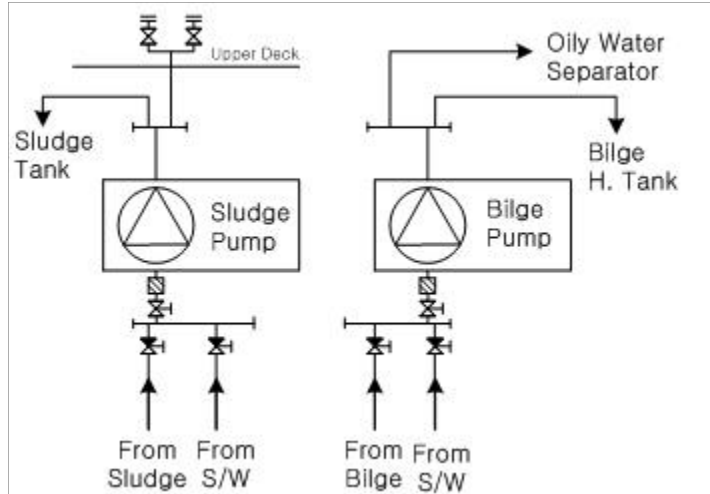 Upper Deck
Oily Water
Separator
Sludge
Tank
Bilge
H. Tank
Sludge
Pump
Bilge
Pump
From
Sludge
From
S/W
From
Bilge
From
S/W